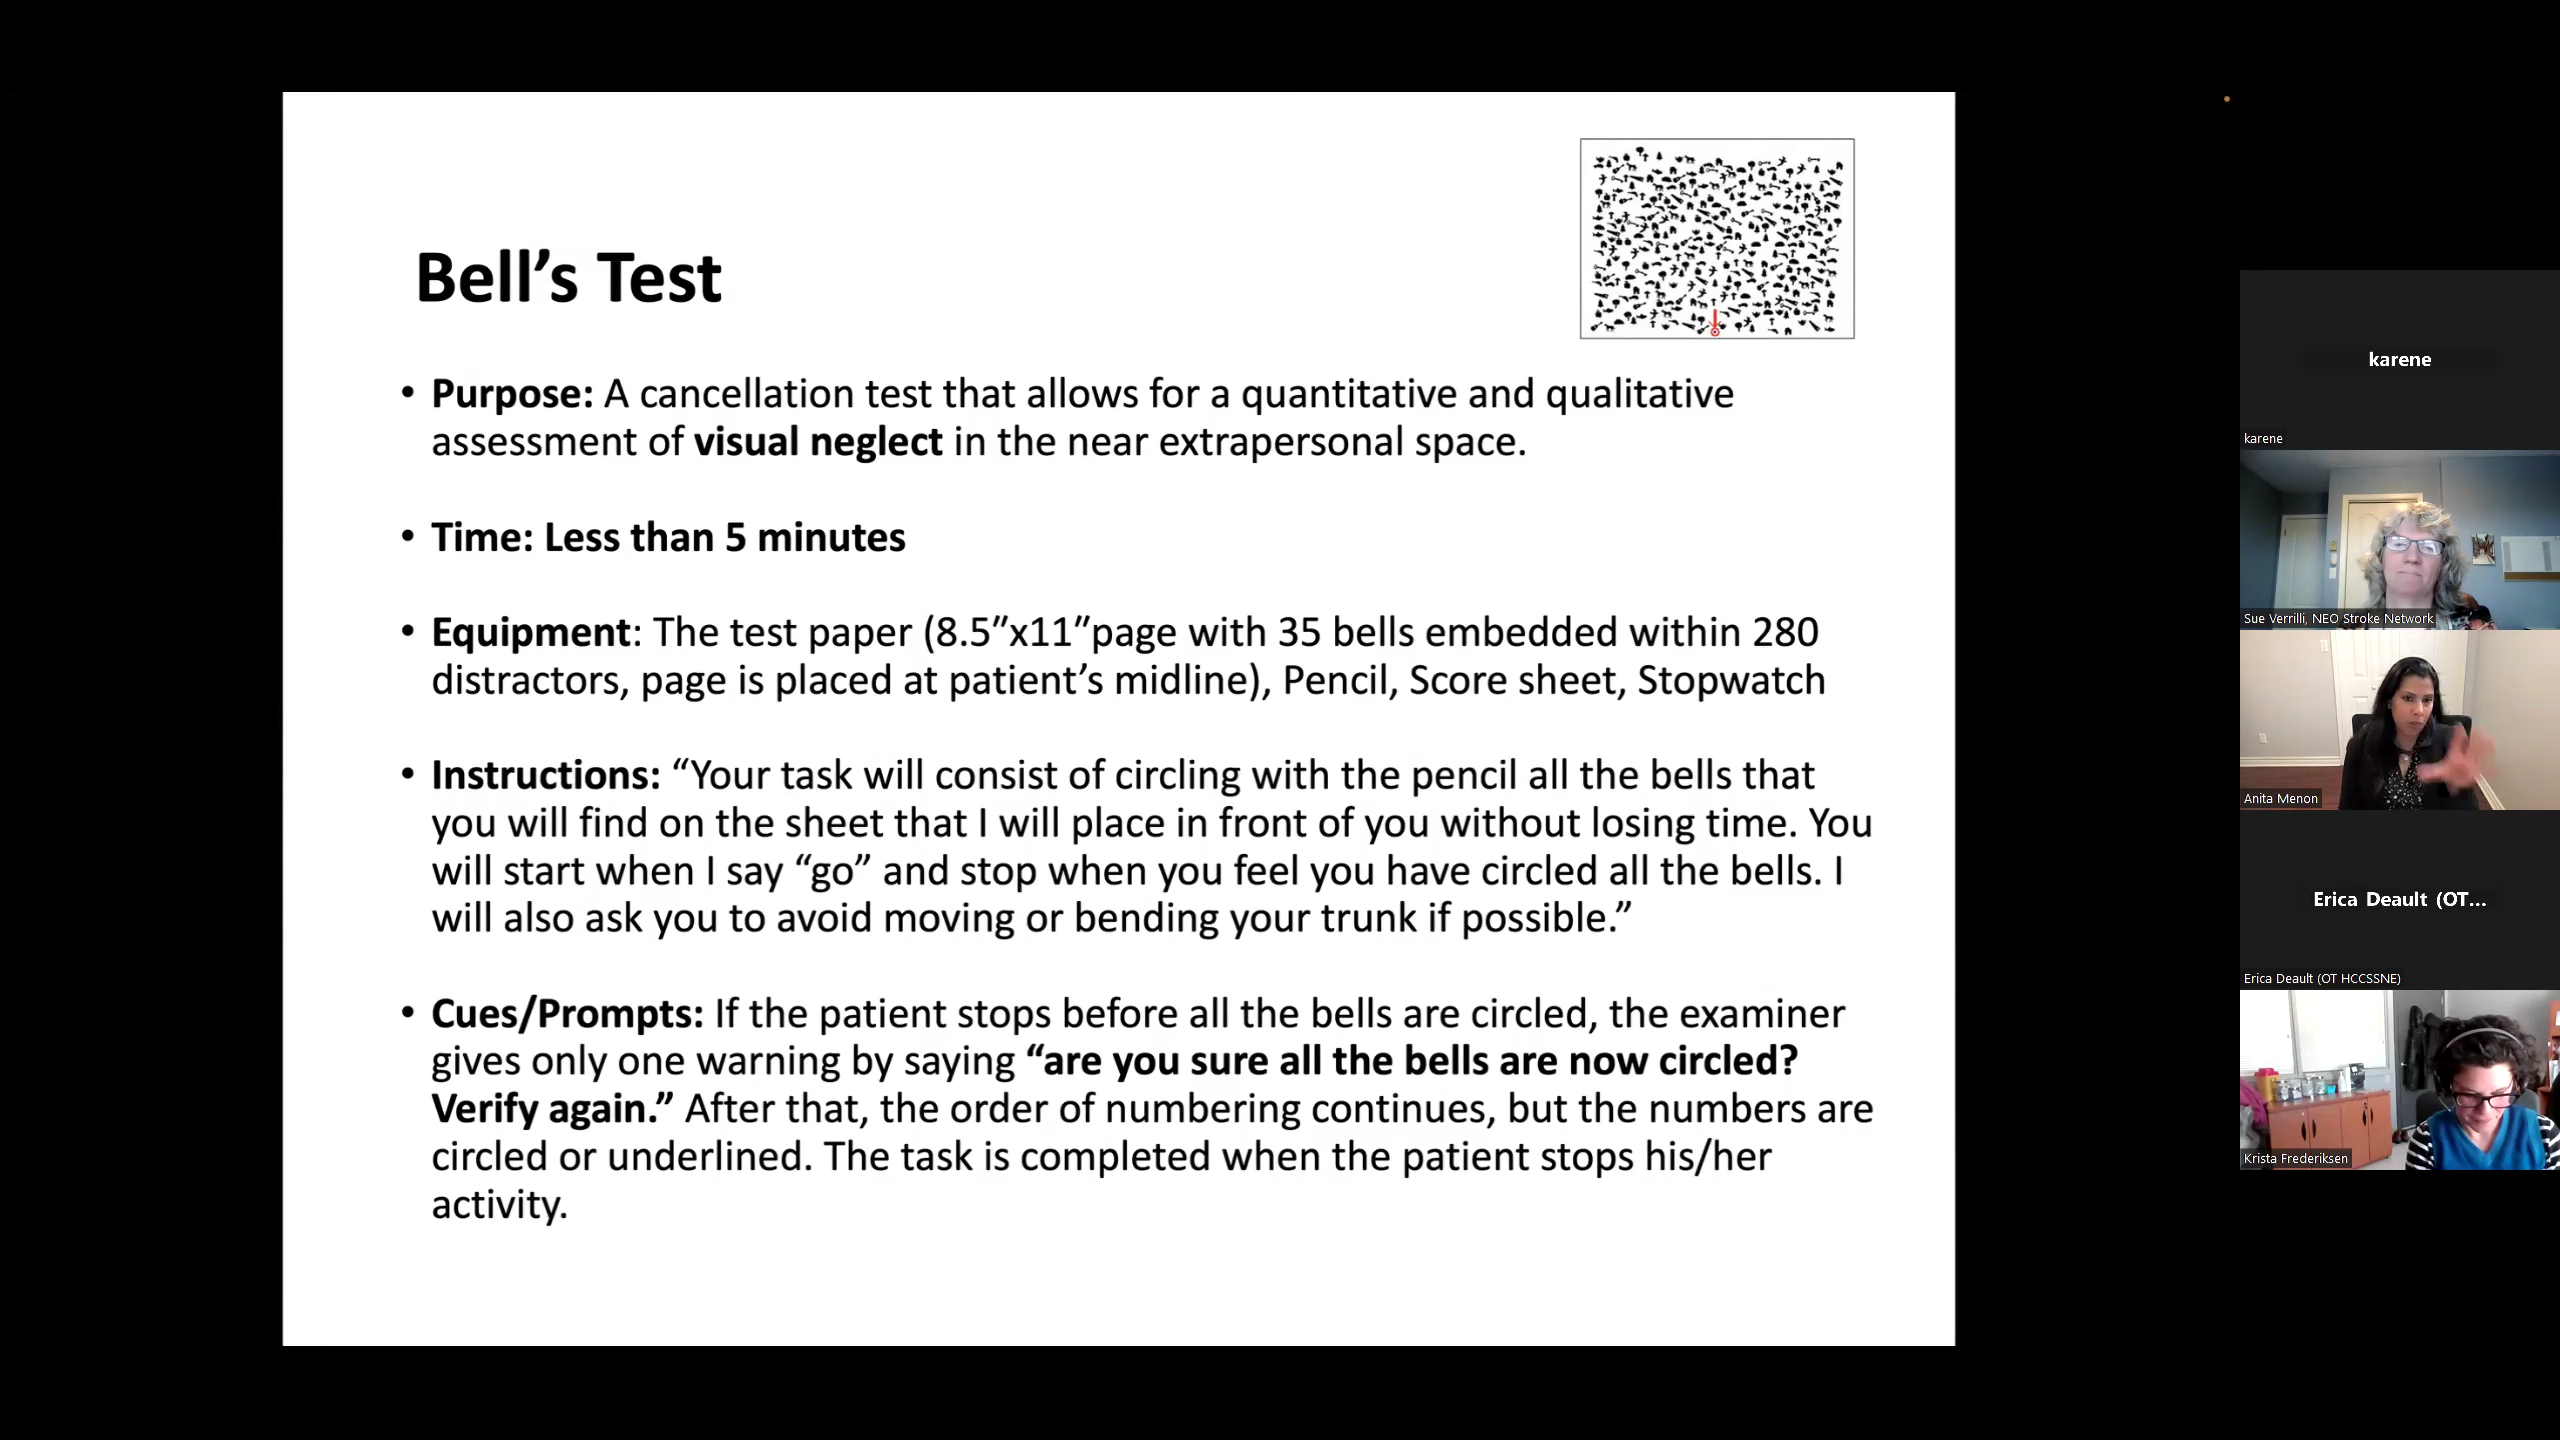 Bell’s Test
• Purpose: A cancellation test that allows for a quantitative and qualitative
assessment of visual neglect in the near extrapersonal space.
• Time: Less than 5 minutes
• Equipment: The test paper (8.5”x11”page with 35 bells embedded within 280
distractors, page is placed at patient’s midline), Pencil, Score sheet, Stopwatch
• Instructions: “Your task will consist of circling with the pencil all the bells that
you will find on the sheet that I will place in front of you without losing time. You
will start when I say “go” and stop when you feel you have circled all the bells. I
will also ask you to avoid moving or bending your trunk if possible.”
• Cues/Prompts: If the patient stops before all the bells are circled, the examiner
gives only one warning by saying “are you sure all the bells are now circled?
Verify again.” After that, the order of numbering continues, but the numbers are
circled or underlined. The task is completed when the patient stops his/her
activity.
karene
karene
Sue Verrilli, NEO Stroke Network
Anita Menon
Erica Deault (OT...
Erica Deault (OT HCCSSNE)
Krista Frederiksen